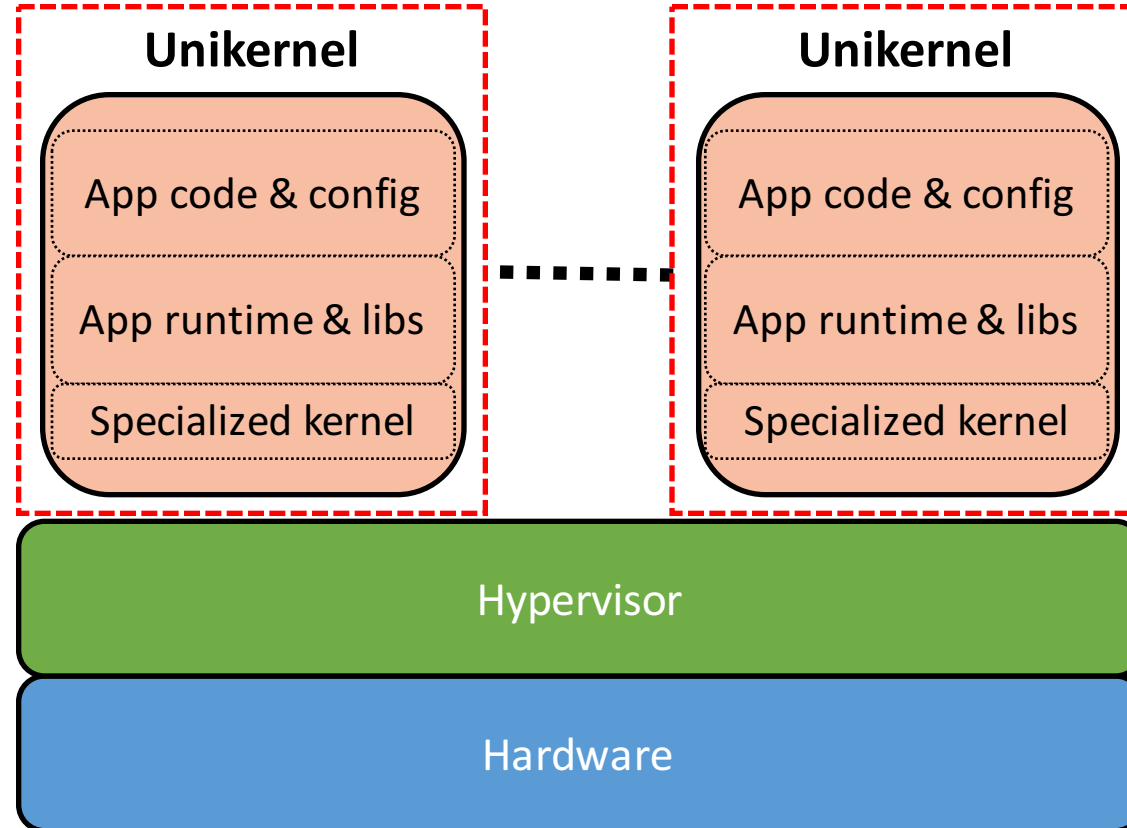 Unikernel
App code & config
App runtime & libs
Specialized kernel
Unikernel
App code & config
App runtime & libs
Specialized kernel
Hypervisor
Hardware